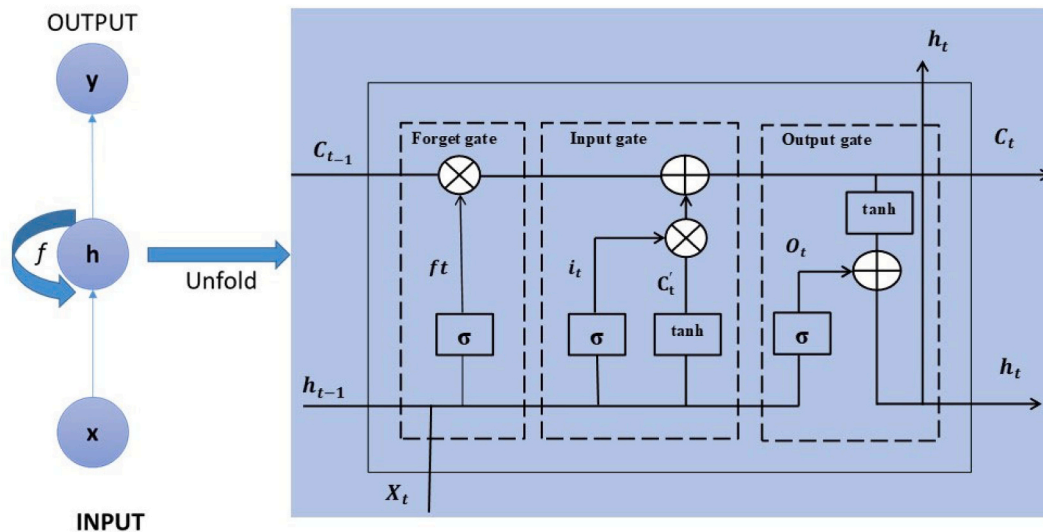 OUTPUT
y
f
h
Unfold
x
INPUT
h_t
Forget gate
Input gate
Output gate
C_{t-1}
C_t
tanh
ft
i_t
C'_t
O_t
σ
σ
tanh
σ
h_{t-1}
h_t
X_t